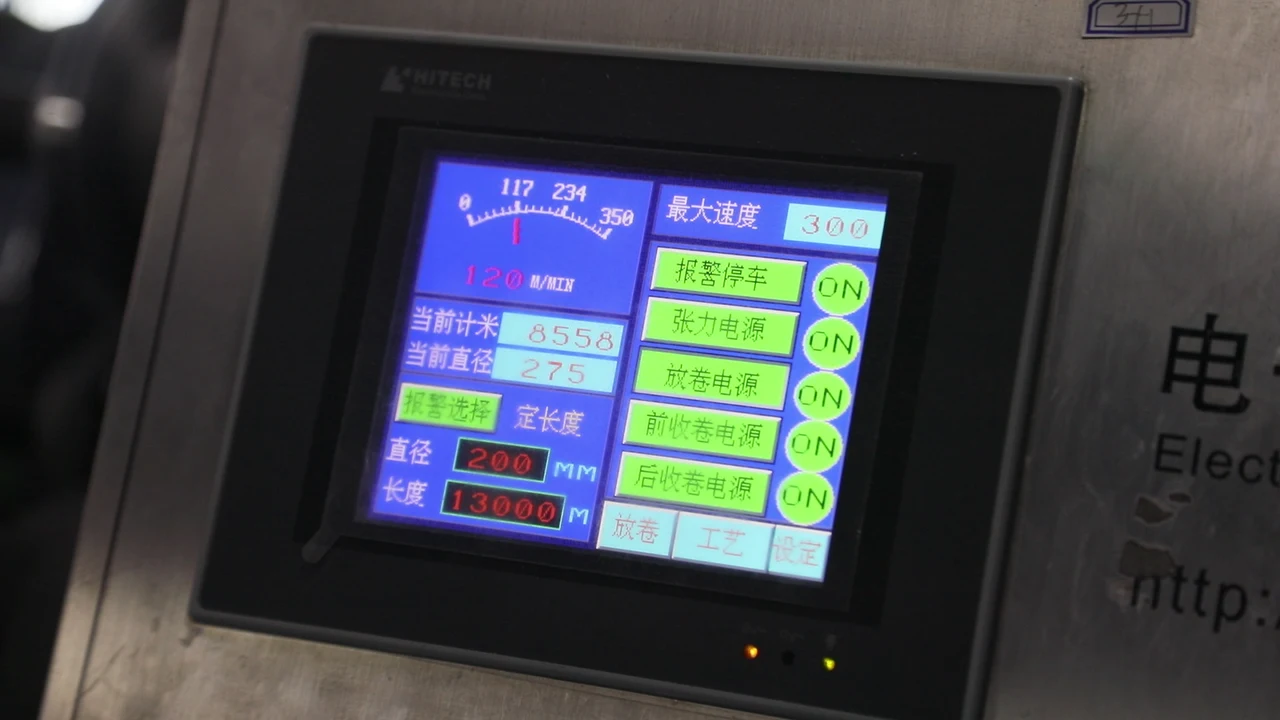 HITECH
0 117 234 350
120 M/MIN
当前计米 8558
当前直径 275
报警选择 定长度
直径 200 MM
长度 13000 M
最大速度 300
报警停车 ON
张力电源 ON
放卷电源 ON
前收卷电源 ON
后收卷电源 ON
放卷 工艺 设定
电
Elect
http:/